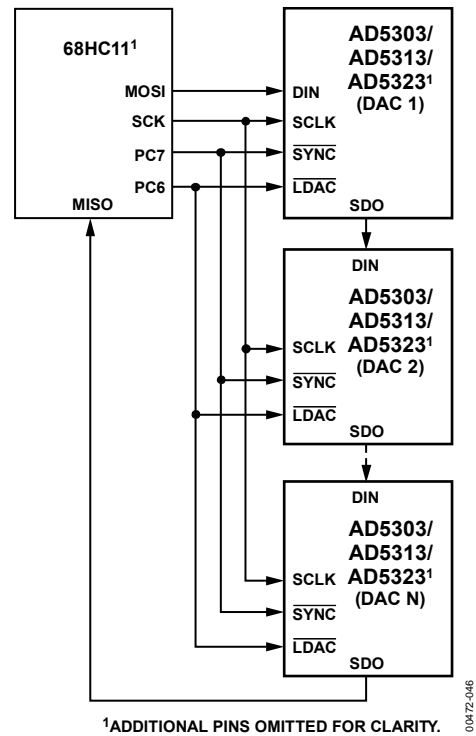 68HC11¹
MOSI
SCK
PC7
PC6
MISO
AD5303/
AD5313/
AD5323¹
(DAC 1)
DIN
SCLK
SYNC
LDAC
SDO
DIN
AD5303/
AD5313/
AD5323¹
(DAC 2)
SCLK
SYNC
LDAC
SDO
DIN
AD5303/
AD5313/
AD5323¹
(DAC N)
SCLK
SYNC
LDAC
SDO
¹ADDITIONAL PINS OMITTED FOR CLARITY.
00472-046